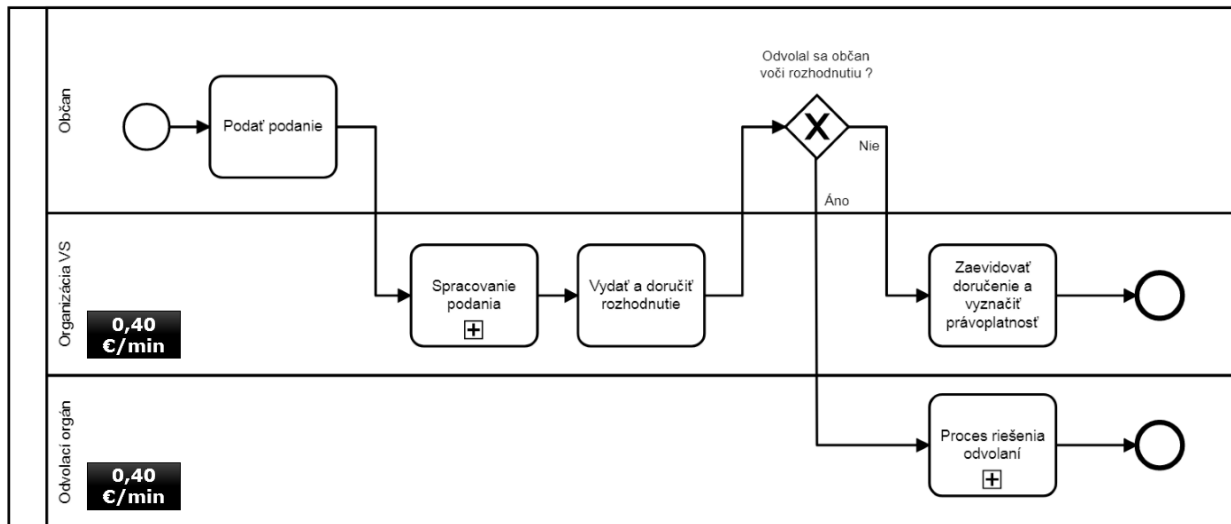 Občan
Podať podanie
Odvolal sa občan
voči rozhodnutiu ?
Nie
Áno
Organizácia VS
0,40
€/min
Spracovanie
podania
Vydať a doručiť
rozhodnutie
Zaevidovať
doručenie a
vyznačiť
právoplatnosť
Odvolací orgán
0,40
€/min
Proces riešenia
odvolaní